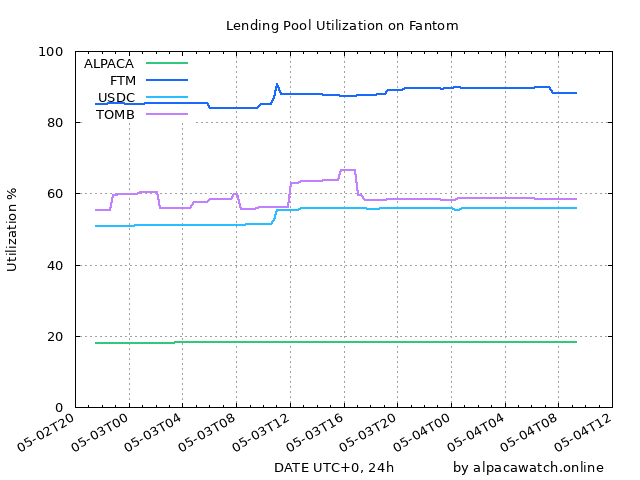 Lending Pool Utilization on Fantom
ALPACA
FTM
USDC
TOMB
Utilization %
100
80
60
40
20
0
05-02T20
05-03T00
05-03T04
05-03T08
05-03T12
05-03T16
05-03T20
05-04T00
05-04T04
05-04T08
05-04T12
DATE UTC+0, 24h
by alpacawatch.online